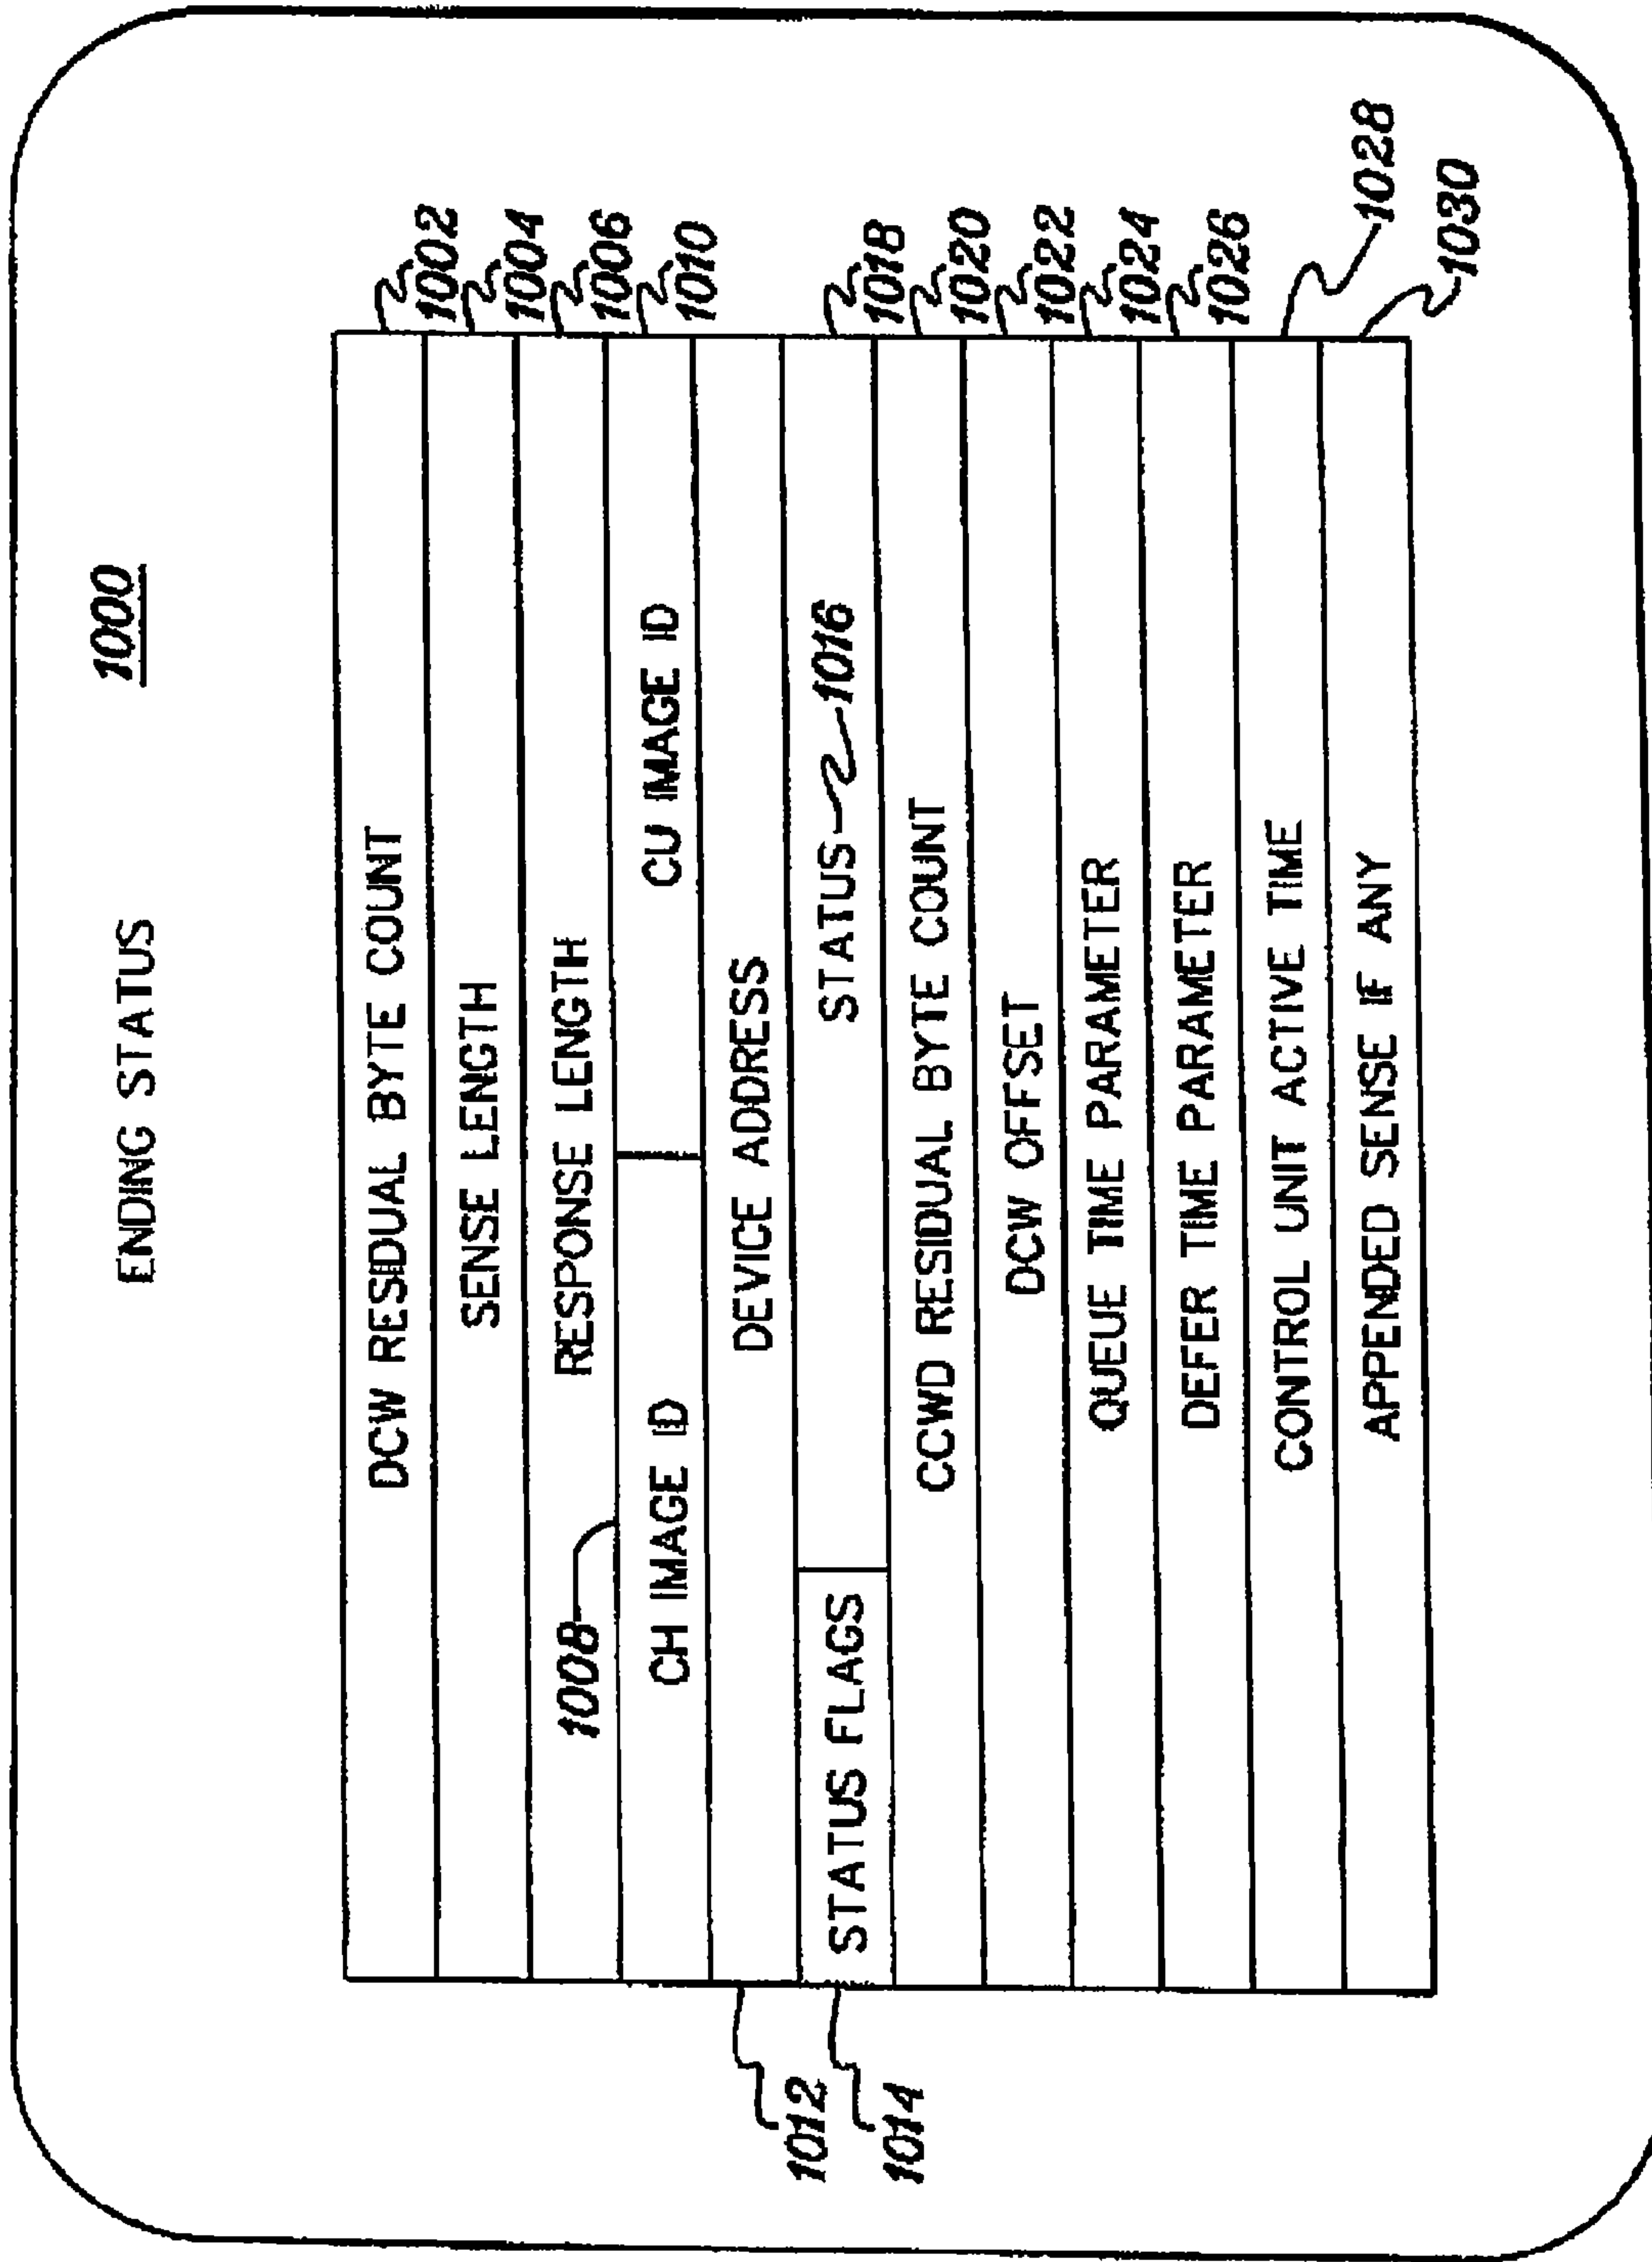 ENDING STATUS 1000
DCW RESIDUAL BYTE COUNT 1002
SENSE LENGTH 1004
1008 RESPONSE LENGTH 1006
CH IMAGE ID CU IMAGE ID 1010
1012 DEVICE ADDRESS
1014 STATUS FLAGS STATUS 1016 1018
CCWD RESIDUAL BYTE COUNT 1020
DCW OFFSET 1022
QUEUE TIME PARAMETER 1024
DEFER TIME PARAMETER 1026
CONTROL UNIT ACTIVE TIME 1028
APPENDED SENSE IF ANY 1030